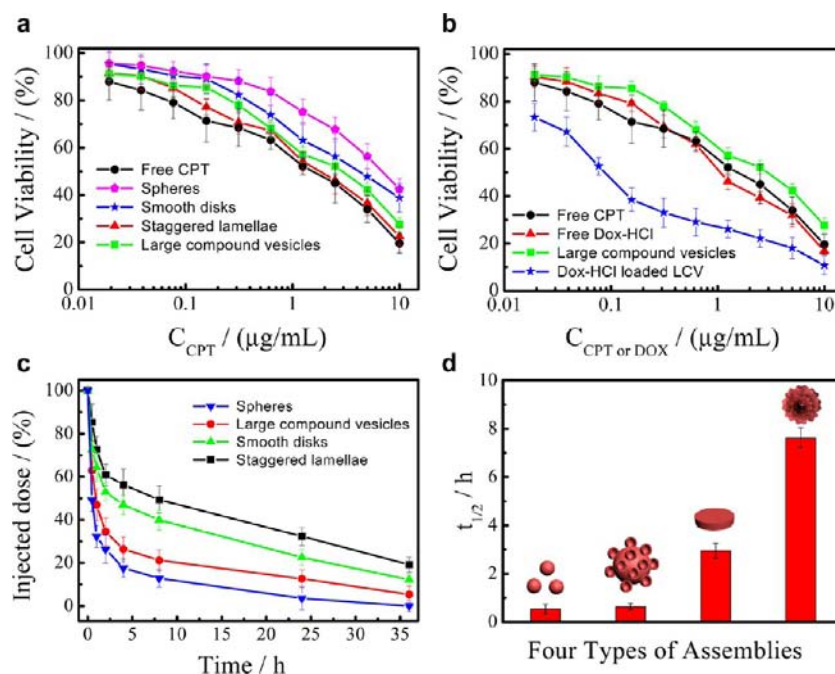 a
100
80
60
40
20
0
Cell Viability / (%)
Free CPT
Spheres
Smooth disks
Staggered lamellae
Large compound vesicles
0.01
0.1
1
10
C_CPT / (µg/mL)
b
100
80
60
40
20
0
Cell Viability / (%)
Free CPT
Free Dox-HCl
Large compound vesicles
Dox-HCl loaded LCV
0.01
0.1
1
10
C_CPT or DOX / (µg/mL)
c
100
80
60
40
20
0
Injected dose / (%)
Spheres
Large compound vesicles
Smooth disks
Staggered lamellae
0
5
10
15
20
25
30
35
Time / h
d
10
8
6
4
2
0
t1/2 / h
Four Types of Assemblies